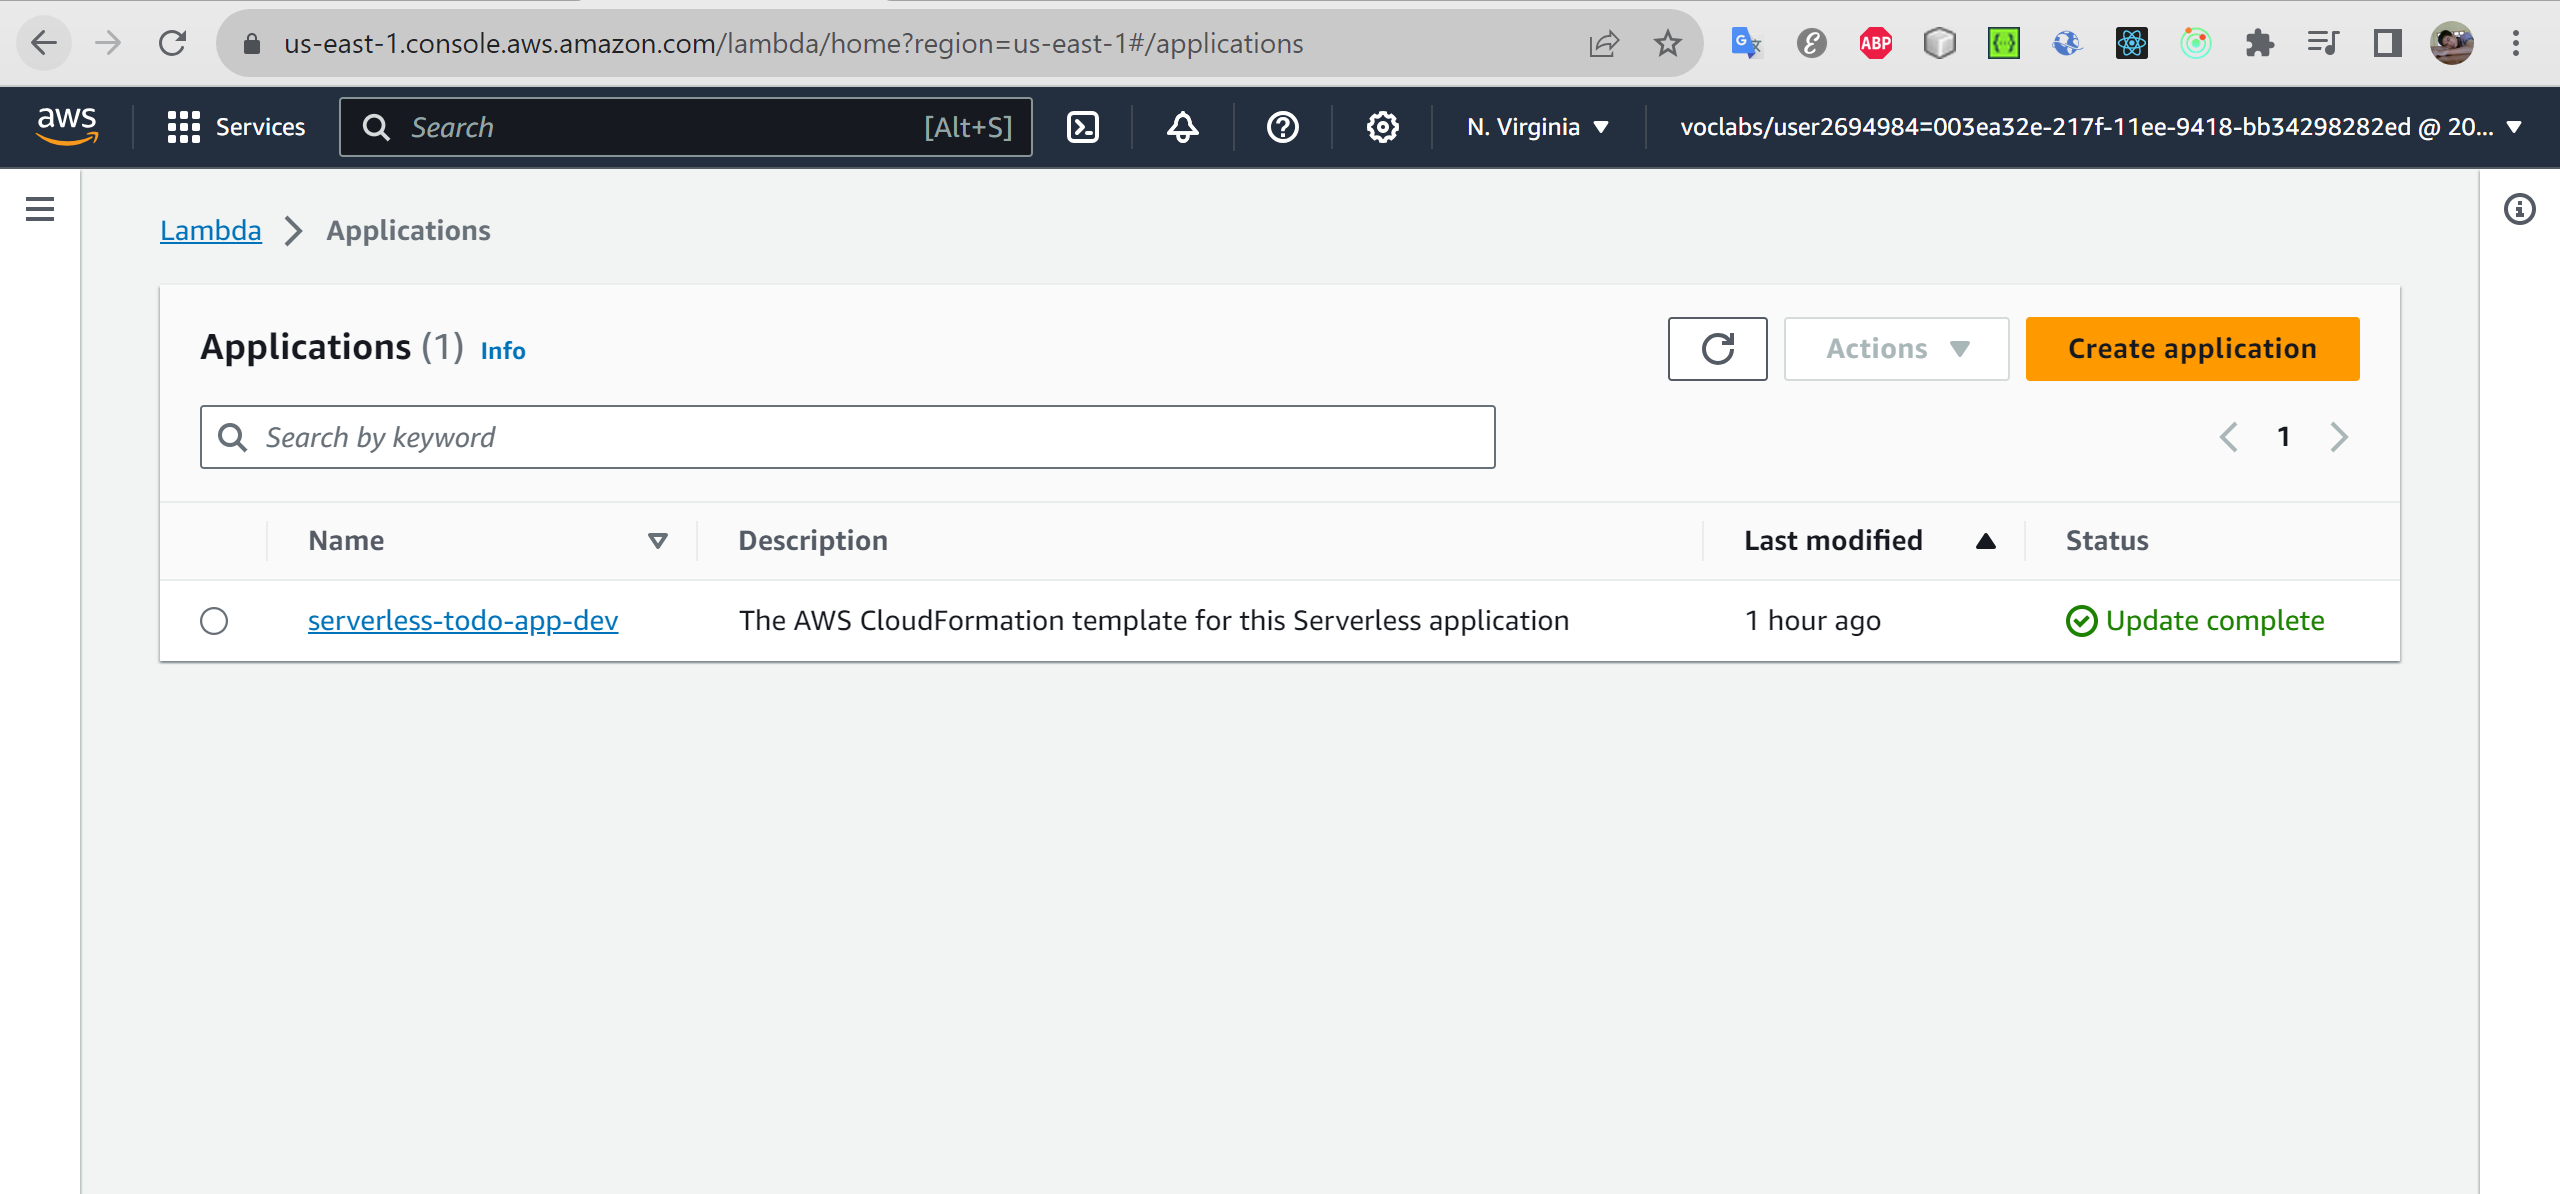 us-east-1.console.aws.amazon.com/lambda/home?region=us-east-1#/applications
ABP
aws
Services
Search
[Alt+S]
N. Virginia
voclabs/user2694984=003ea32e-217f-11ee-9418-bb34298282ed @ 20...
Lambda
Applications
Applications (1) Info
Actions
Create application
Search by keyword
1
Name
Description
Last modified
Status
serverless-todo-app-dev
The AWS CloudFormation template for this Serverless application
1 hour ago
Update complete